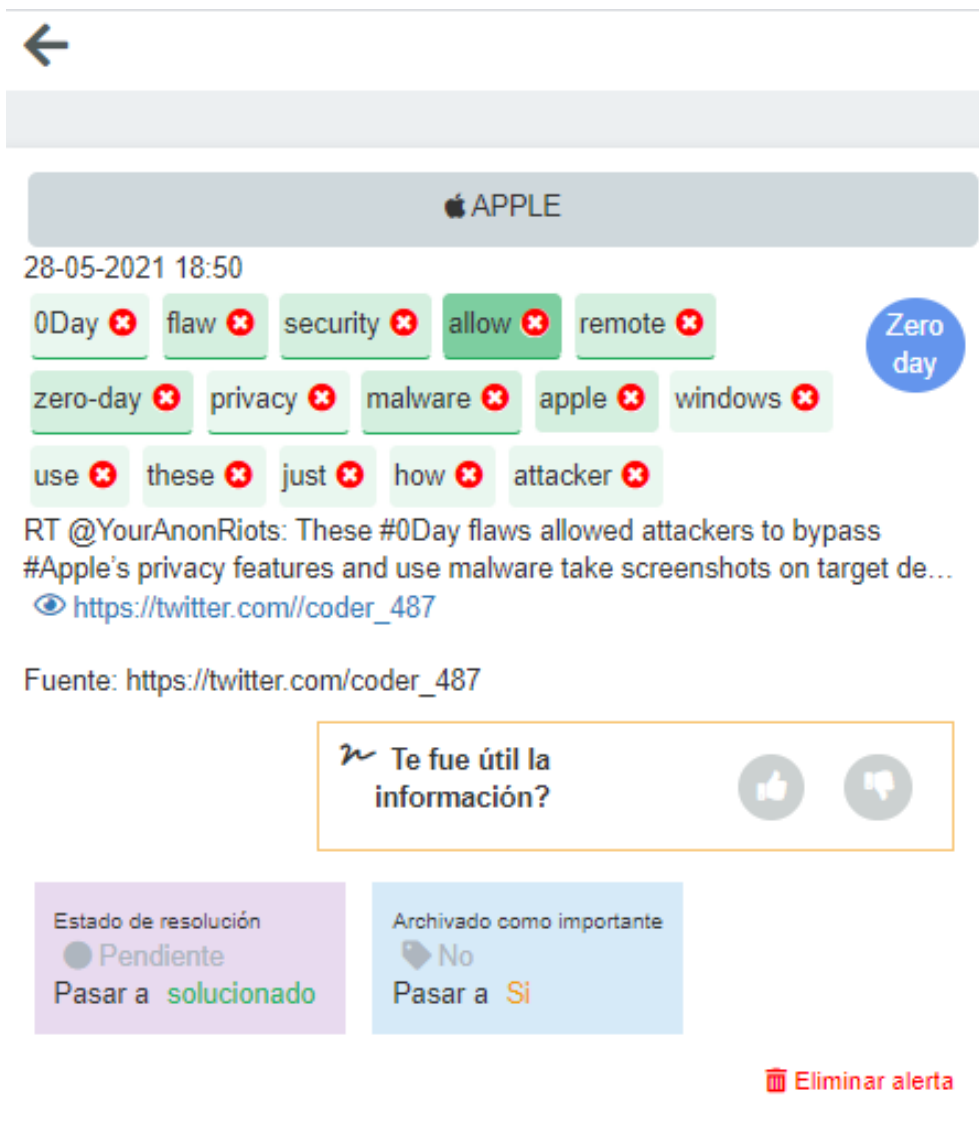 APPLE
28-05-2021 18:50
0Day flaw security allow remote
Zero day
zero-day privacy malware apple windows
use these just how attacker
RT @YourAnonRiots: These #0Day flaws allowed attackers to bypass
#Apple’s privacy features and use malware take screenshots on target de…
https://twitter.com//coder_487
Fuente: https://twitter.com/coder_487
Te fue útil la
información?
Estado de resolución
Pendiente
Pasar a solucionado
Archivado como importante
No
Pasar a Si
Eliminar alerta